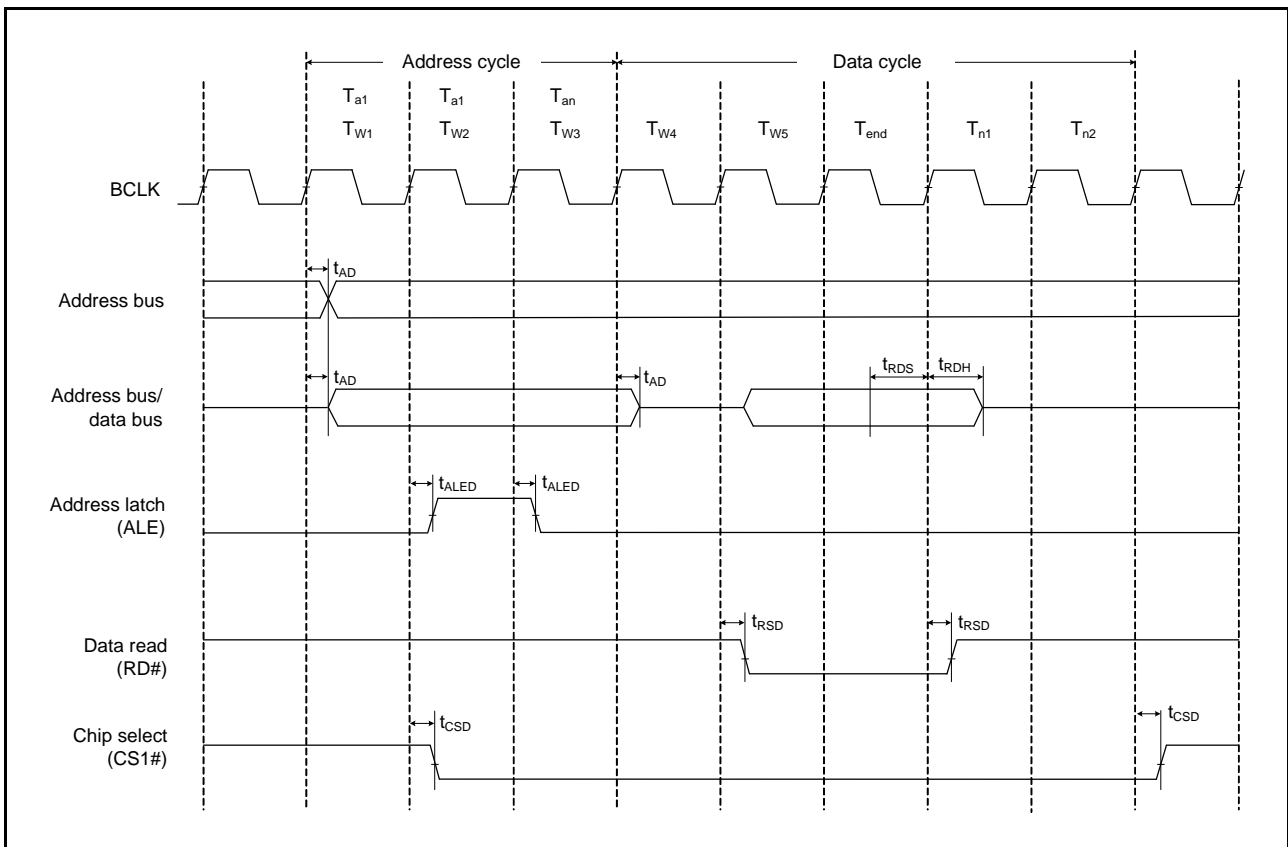 Address cycle Data cycle
Ta1 Ta1 Tan
TW1 TW2 TW3 TW4 TW5 Tend Tn1 Tn2
BCLK
tAD
Address bus
tRDS tRDH
tAD tAD
Address bus/
data bus
tALED tALED
Address latch
(ALE)
tRSD tRSD
Data read
(RD#)
tCSD tCSD
Chip select
(CS1#)